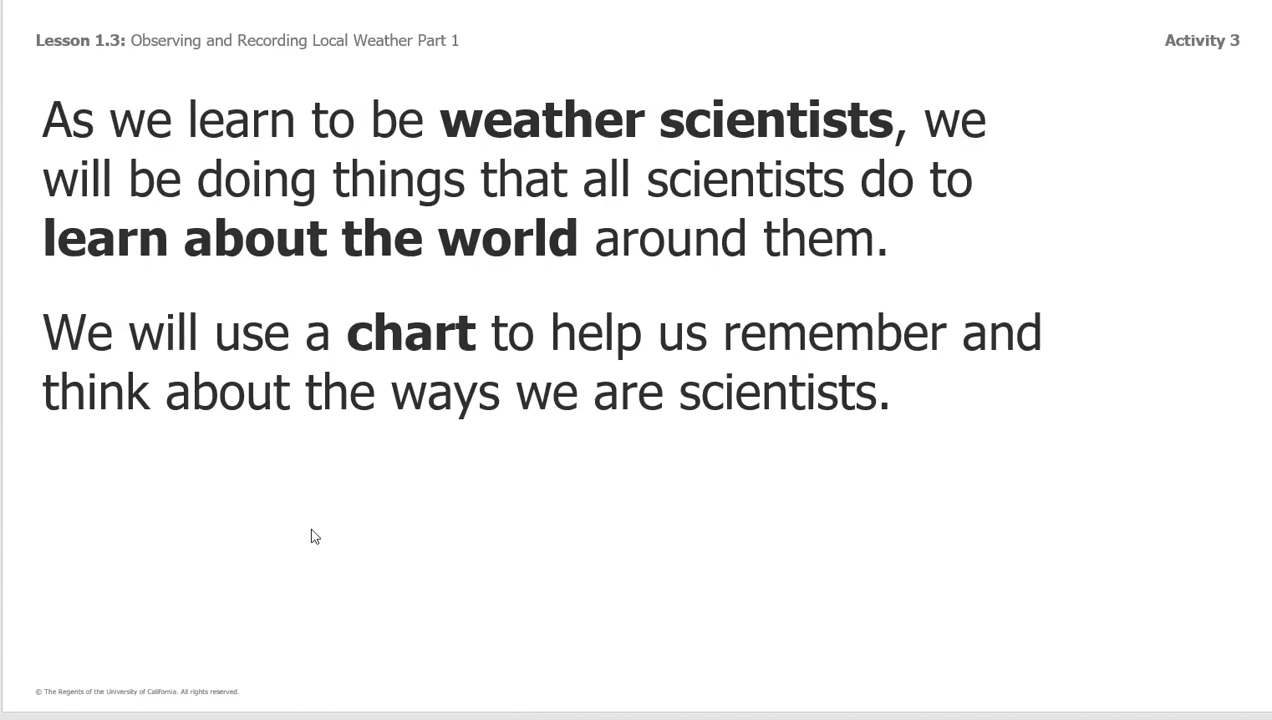 Lesson 1.3: Observing and Recording Local Weather Part 1
Activity 3
As we learn to be weather scientists, we
will be doing things that all scientists do to
learn about the world around them.
We will use a chart to help us remember and
think about the ways we are scientists.
© The Regents of the University of California. All rights reserved.